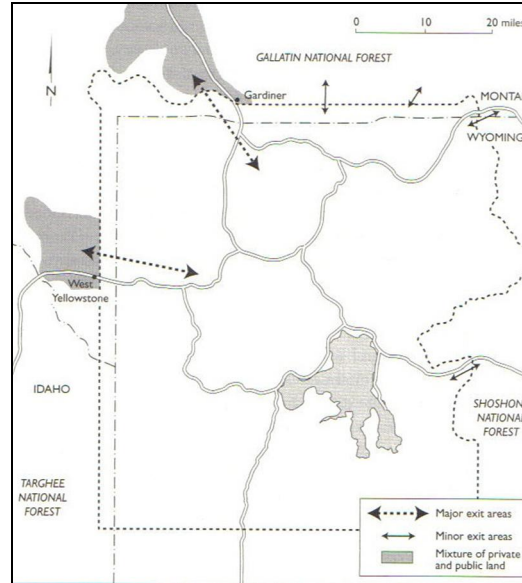 0 10 20 miles
GALLATIN NATIONAL FOREST
N
Gardiner
MONTA
WYOMING
West
Yellowstone
IDAHO
SHOSHON
NATIONAL
FOREST
TARGHEE
NATIONAL
FOREST
Major exit areas
Minor exit areas
Mixture of private
and public land